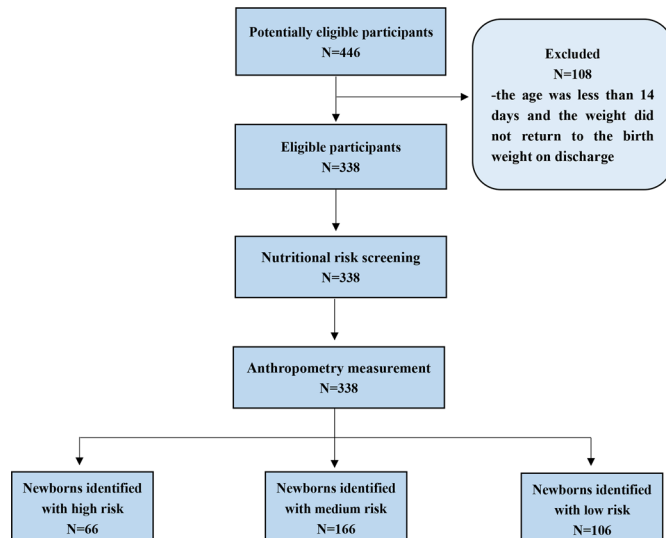 Potentially eligible participants
N=446
Excluded
N=108
-the age was less than 14
days and the weight did
not return to the birth
weight on discharge
Eligible participants
N=338
Nutritional risk screening
N=338
Anthropometry measurement
N=338
Newborns identified
with high risk
N=66
Newborns identified
with medium risk
N=166
Newborns identified
with low risk
N=106